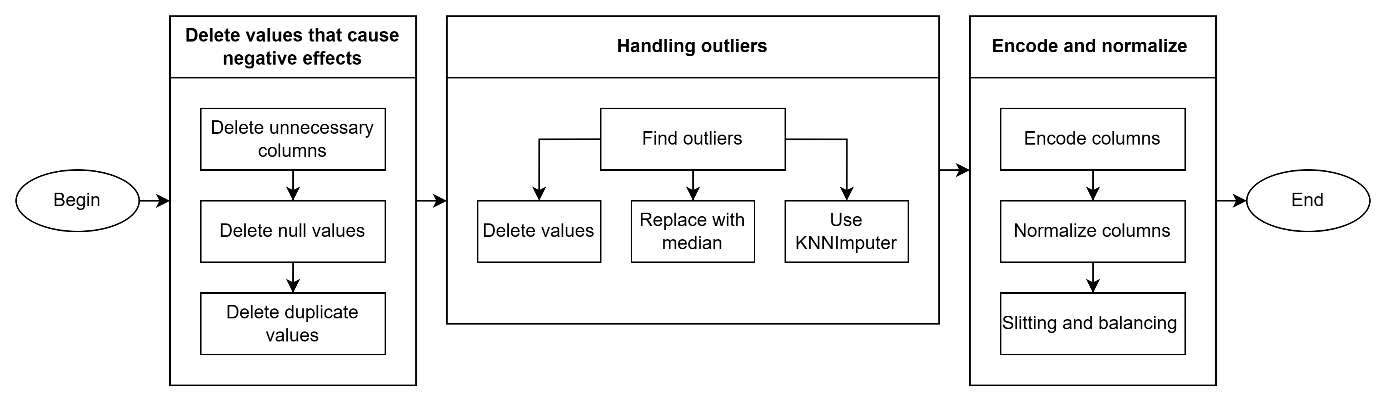 Begin
Delete values that cause
negative effects
Delete unnecessary
columns
Delete null values
Delete duplicate
values
Handling outliers
Find outliers
Delete values
Replace with
median
Use
KNNImputer
Encode and normalize
Encode columns
Normalize columns
Slitting and balancing
End